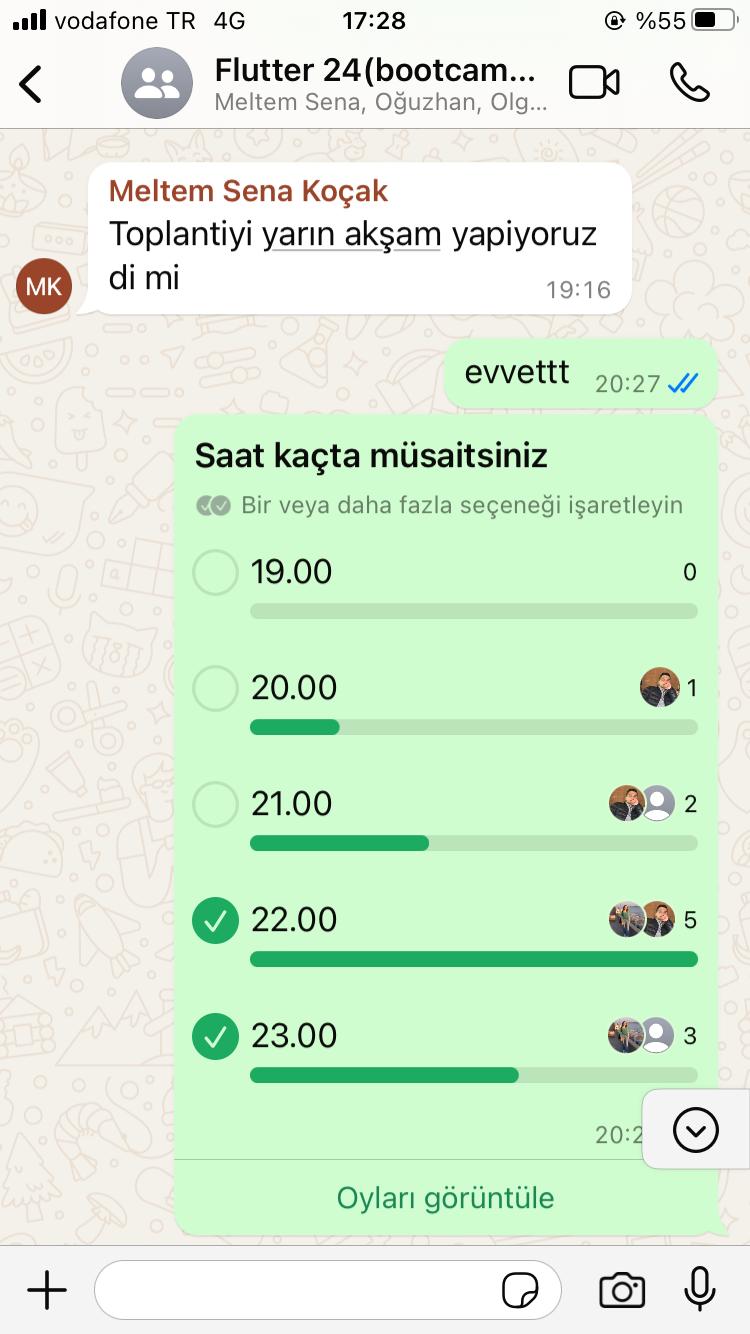 vodafone TR 4G 17:28 %55
Flutter 24(bootcam...
Meltem Sena, Oğuzhan, Olg...
Meltem Sena Koçak
Toplantiyi yarın akşam yapiyoruz
di mi
MK
19:16
evvettt 20:27
Saat kaçta müsaitsiniz
Bir veya daha fazla seçeneği işaretleyin
19.00 0
20.00 1
21.00 2
22.00 5
23.00 3
20:2
Oyları görüntüle